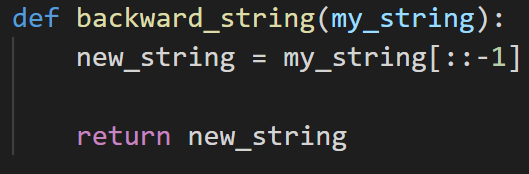 def backward_string(my_string):
    new_string = my_string[::-1]
    return new_string